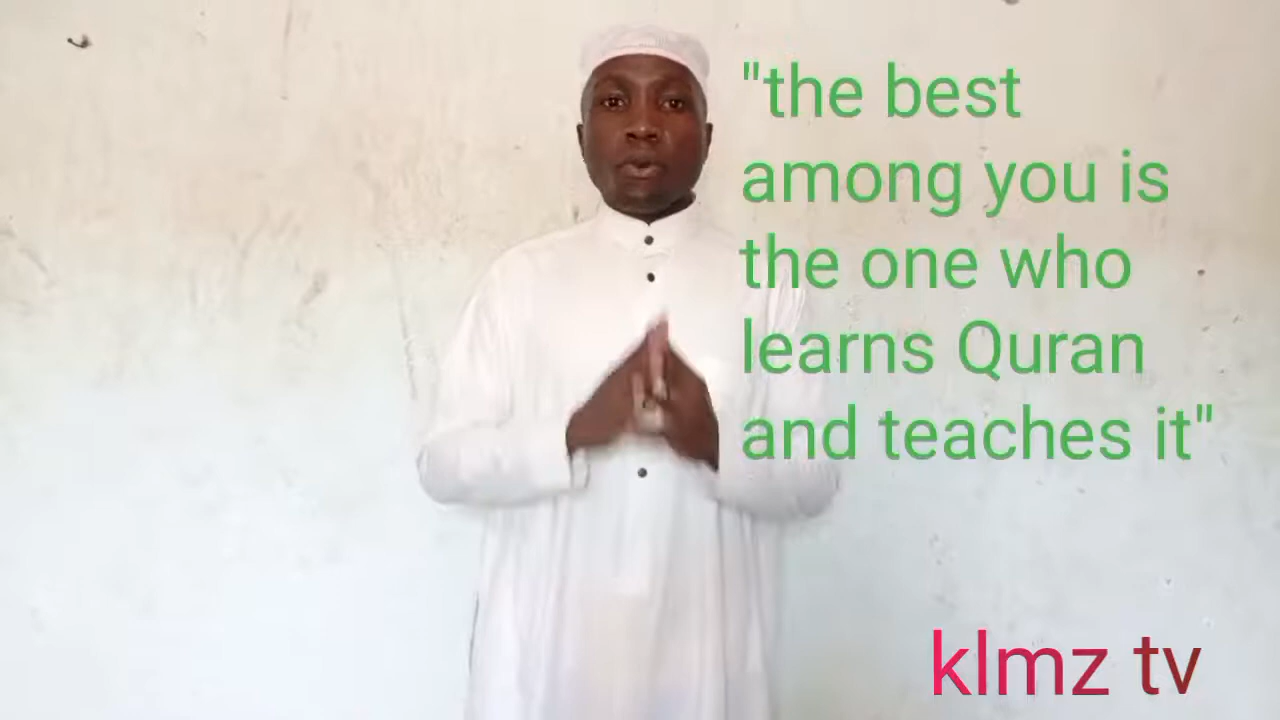 "the best
among you is
the one who
learns Quran
and teaches it"
klmz tv